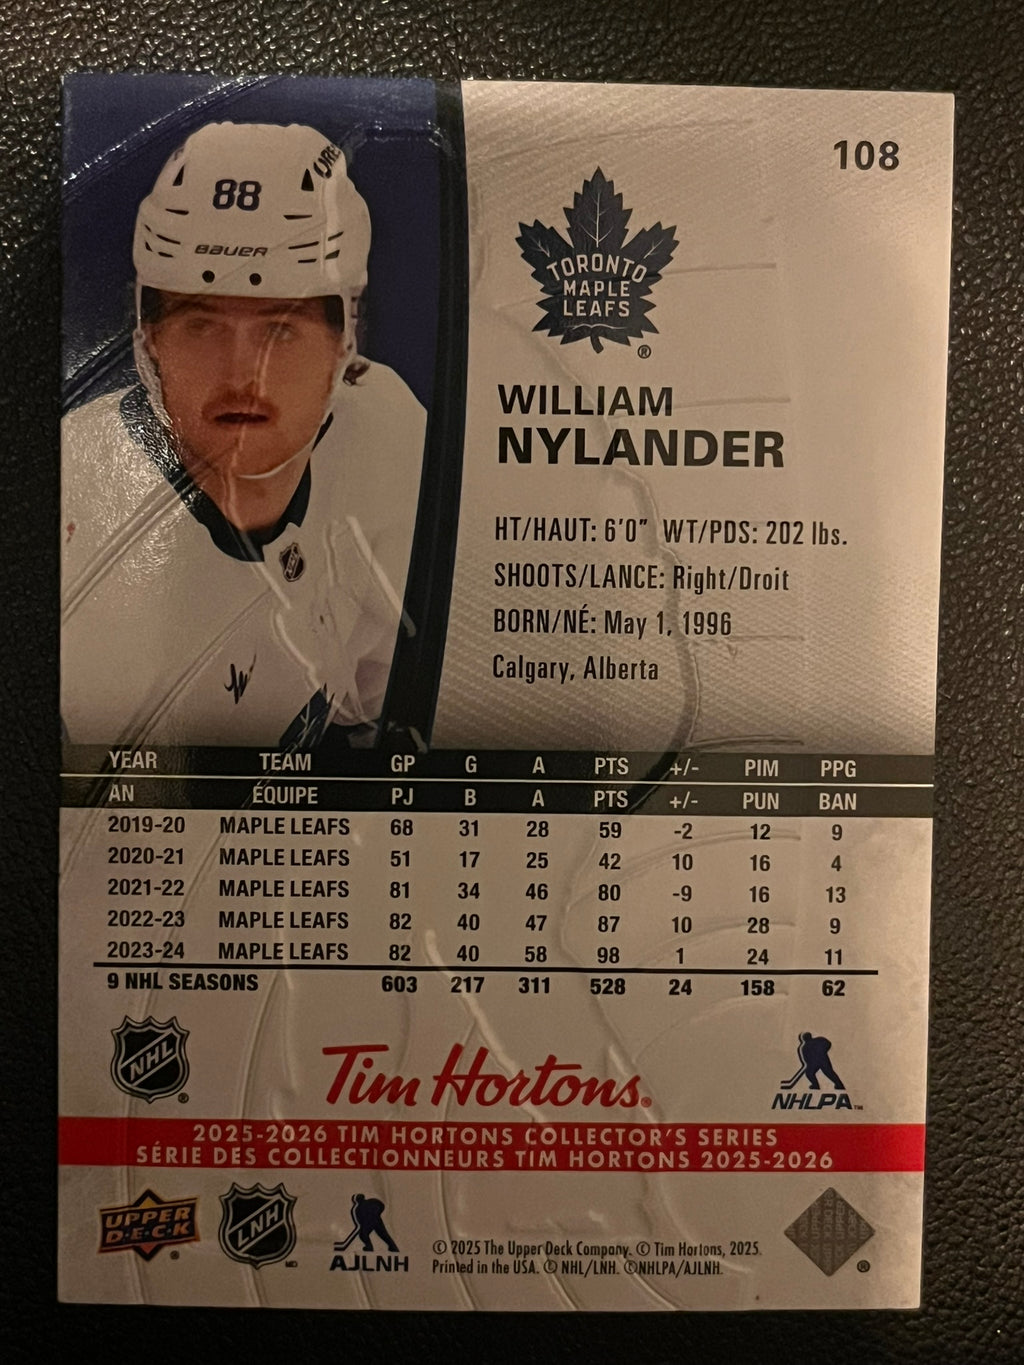 108
88
BAUER
TORONTO
MAPLE
LEAFS
®
WILLIAM
NYLANDER
HT/HAUT: 6'0" WT/PDS: 202 lbs.
SHOOTS/LANCE: Right/Droit
BORN/NÉ: May 1, 1996
Calgary, Alberta
YEAR TEAM GP G A PTS +/- PIM PPG
AN ÉQUIPE PJ B A PTS +/- PUN BAN
2019-20 MAPLE LEAFS 68 31 28 59 -2 12 9
2020-21 MAPLE LEAFS 51 17 25 42 10 16 4
2021-22 MAPLE LEAFS 81 34 46 80 -9 16 13
2022-23 MAPLE LEAFS 82 40 47 87 10 28 9
2023-24 MAPLE LEAFS 82 40 58 98 1 24 11
9 NHL SEASONS 603 217 311 528 24 158 62
NHL ®
Tim Hortons®
NHLPA™
2025-2026 TIM HORTONS COLLECTOR'S SERIES
SÉRIE DES COLLECTIONNEURS TIM HORTONS 2025-2026
UPPER
D·E·C·K ®
LNH MD
AJLNH
© 2025 The Upper Deck Company. © Tim Hortons, 2025.
Printed in the USA. © NHL/LNH. ©NHLPA/AJLNH.
®